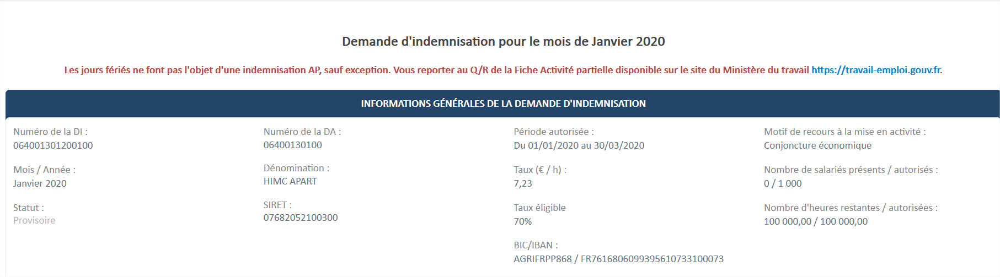 Demande d'indemnisation pour le mois de Janvier 2020
Les jours fériés ne font pas l'objet d'une indemnisation AP, sauf exception. Vous reporter au Q/R de la Fiche Activité partielle disponible sur le site du Ministère du travail https://travail-emploi.gouv.fr.
INFORMATIONS GÉNÉRALES DE LA DEMANDE D'INDEMNISATION
Numéro de la DI :
064001301200100
Mois / Année :
Janvier 2020
Statut :
Provisoire
Numéro de la DA :
06400130100
Dénomination :
HIMC APART
SIRET :
07682052100300
Période autorisée :
Du 01/01/2020 au 30/03/2020
Taux (€ / h) :
7,23
Taux éligible
70%
BIC/IBAN :
AGRIFRPP868 / FR7616806099395610733100073
Motif de recours à la mise en activité :
Conjoncture économique
Nombre de salariés présents / autorisés :
0 / 1 000
Nombre d'heures restantes / autorisées :
100 000,00 / 100 000,00